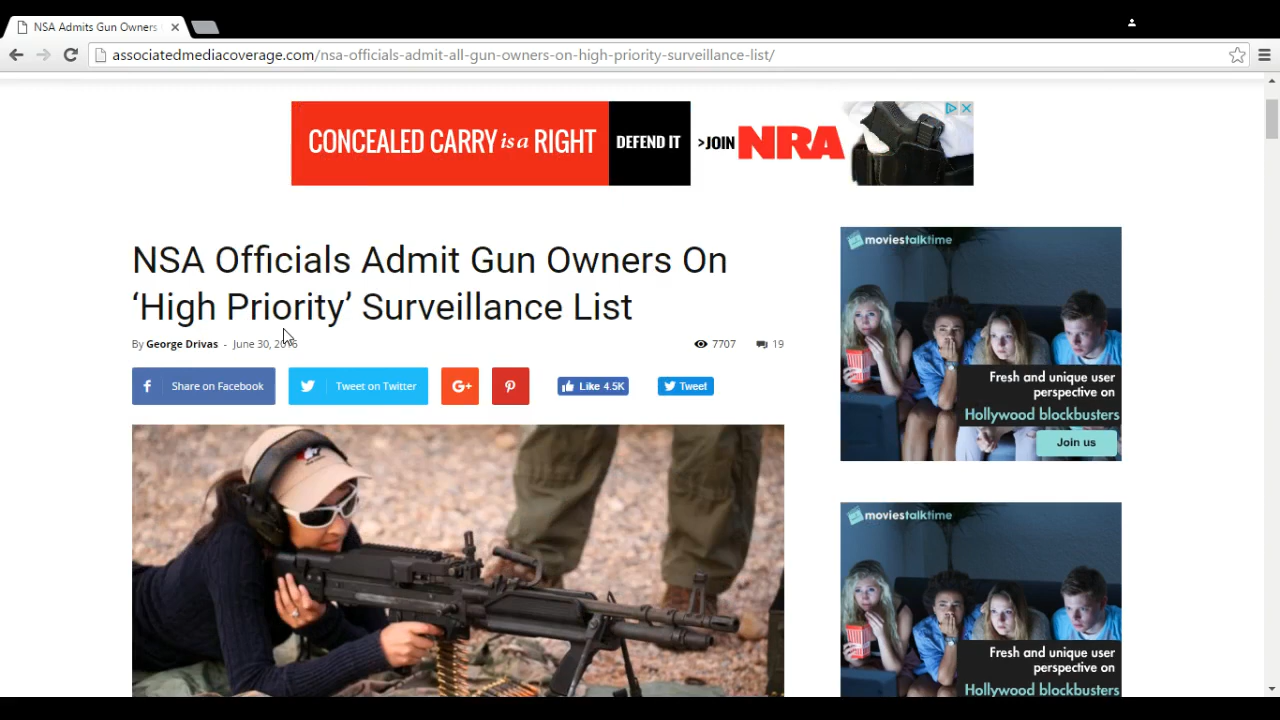 NSA Admits Gun Owners
associatedmediacoverage.com/nsa-officials-admit-all-gun-owners-on-high-priority-surveillance-list/
CONCEALED CARRY is a RIGHT
DEFEND IT
>JOIN NRA
NSA Officials Admit Gun Owners On
‘High Priority’ Surveillance List
By George Drivas - June 30, 2016
7707
19
Share on Facebook
Tweet on Twitter
G+
Like 4.5K
Tweet
moviestalktime
Fresh and unique user
perspective on
Hollywood blockbusters
Join us
moviestalktime
Fresh and unique user
perspective on
Hollywood blockbusters